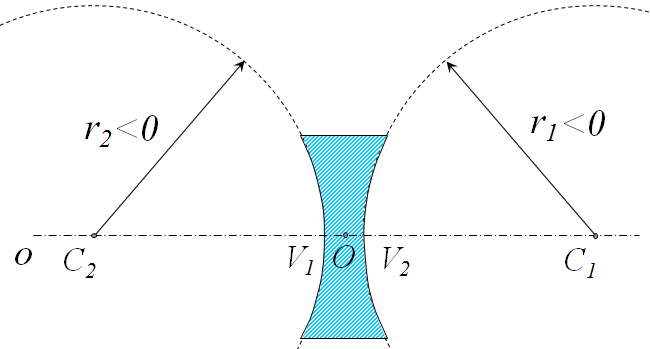 r₂<0
r₁<0
o
C₂
V₁
O
V₂
C₁